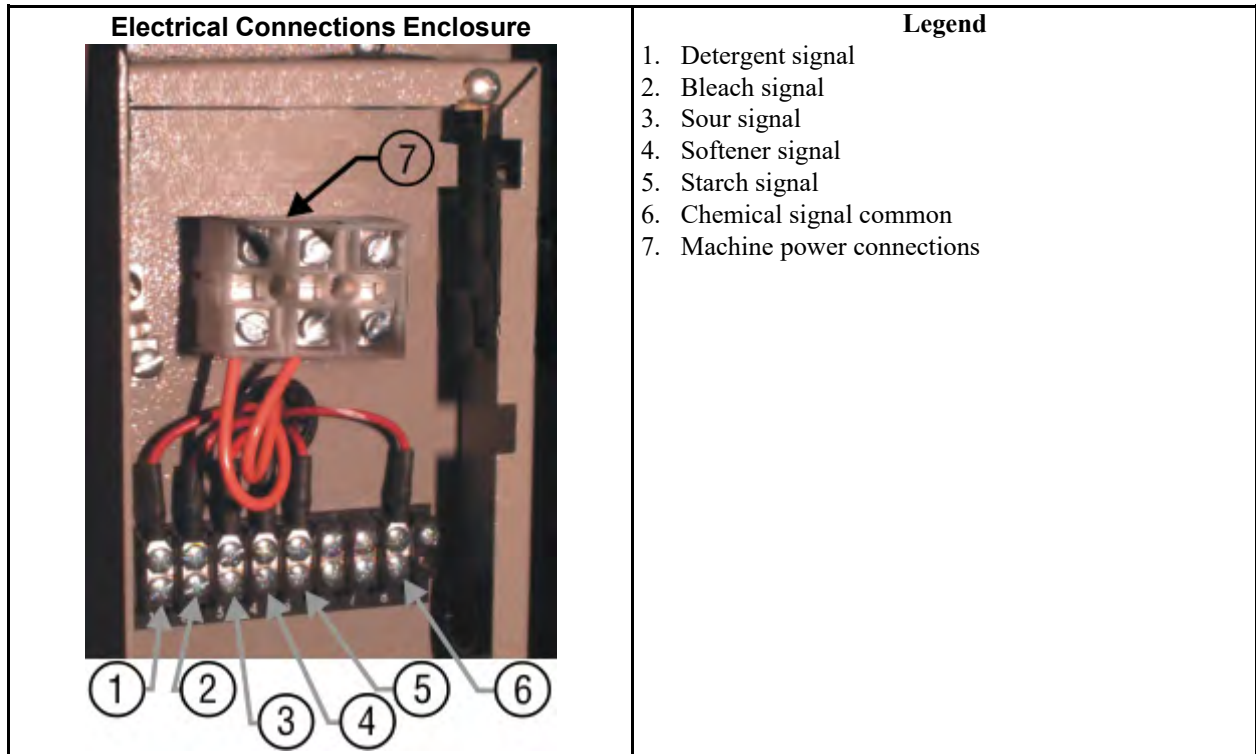 Electrical Connections Enclosure
7
1 2 3 4 5 6
Legend
1. Detergent signal
2. Bleach signal
3. Sour signal
4. Softener signal
5. Starch signal
6. Chemical signal common
7. Machine power connections